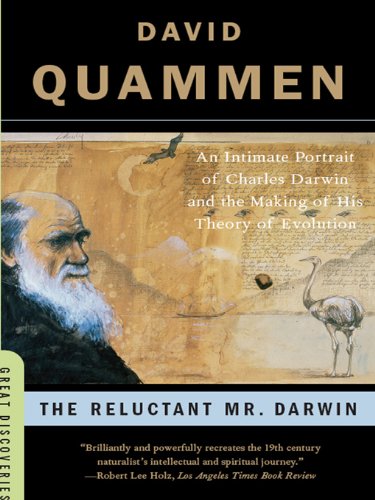 DAVID
QUAMMEN
An Intimate Portrait
of Charles Darwin
and the Making of His
Theory of Evolution
GREAT DISCOVERIES
THE RELUCTANT MR. DARWIN
"Brilliantly and powerfully recreates the 19th century
naturalist's intellectual and spiritual journey."
—Robert Lee Holz, Los Angeles Times Book Review